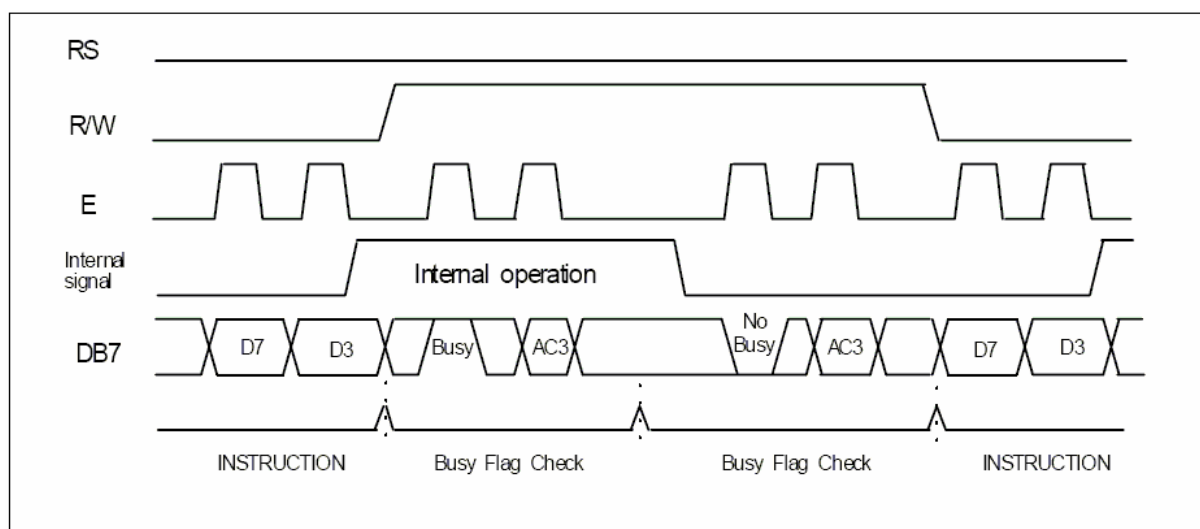 RS
R/W
E
Internal
signal
Internal operation
DB7
D7
D3
Busy
AC3
No
Busy
AC3
D7
D3
INSTRUCTION
Busy Flag Check
Busy Flag Check
INSTRUCTION